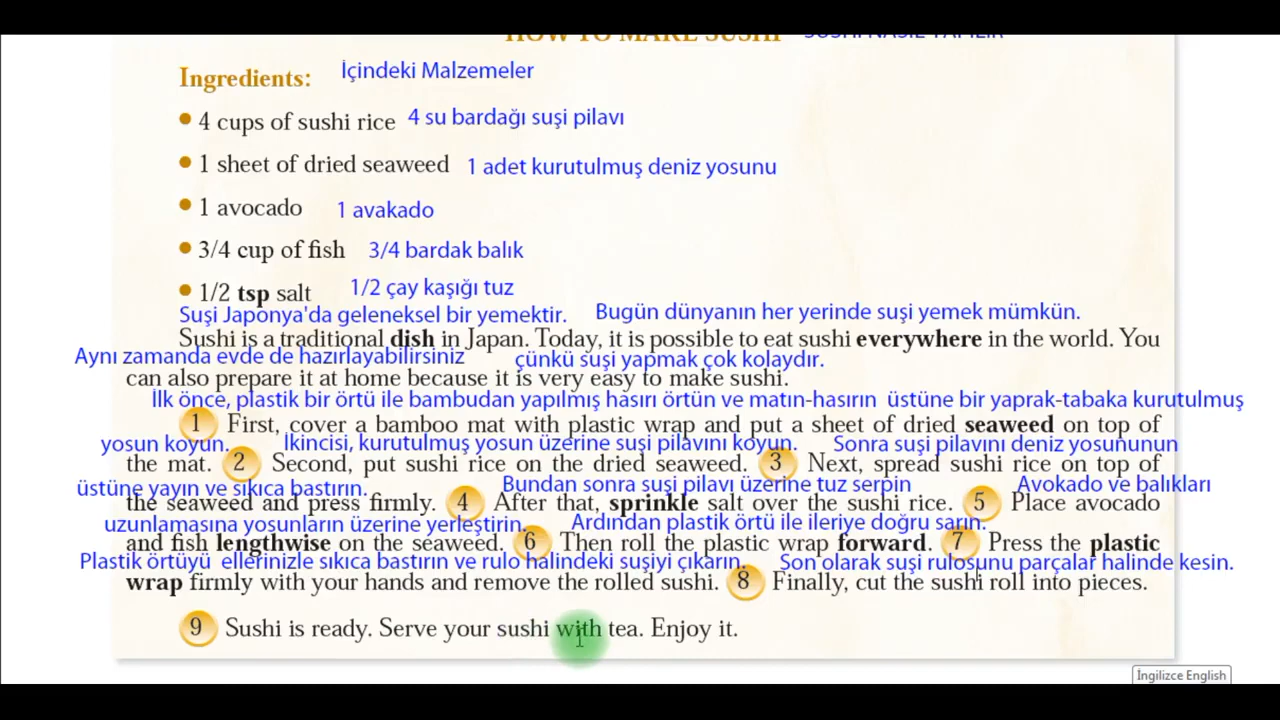 HOW TO MAKE SUSHI SUSHI NASIL YAPILIR
Ingredients: İçindeki Malzemeler
4 cups of sushi rice 4 su bardağı suşi pilavı
1 sheet of dried seaweed 1 adet kurutulmuş deniz yosunu
1 avocado 1 avakado
3/4 cup of fish 3/4 bardak balık
1/2 tsp salt 1/2 çay kaşığı tuz
Suşi Japonya'da geleneksel bir yemektir. Bugün dünyanın her yerinde suşi yemek mümkün.
Sushi is a traditional dish in Japan. Today, it is possible to eat sushi everywhere in the world. You
Aynı zamanda evde de hazırlayabilirsiniz çünkü suşi yapmak çok kolaydır.
can also prepare it at home because it is very easy to make sushi.
İlk önce, plastik bir örtü ile bambudan yapılmış hasırı örtün ve matın-hasırın üstüne bir yaprak-tabaka kurutulmuş
1 First, cover a bamboo mat with plastic wrap and put a sheet of dried seaweed on top of
yosun koyun. İkincisi, kurutulmuş yosun üzerine suşi pilavını koyun. Sonra suşi pilavını deniz yosununun
the mat. 2 Second, put sushi rice on the dried seaweed. 3 Next, spread sushi rice on top of
üstüne yayın ve sıkıca bastırın. Bundan sonra suşi pilavı üzerine tuz serpin Avokado ve balıkları
the seaweed and press firmly. 4 After that, sprinkle salt over the sushi rice. 5 Place avocado
uzunlamasına yosunların üzerine yerleştirin. Ardından plastik örtü ile ileriye doğru sarın.
and fish lengthwise on the seaweed. 6 Then roll the plastic wrap forward. 7 Press the plastic
Plastik örtüyü ellerinizle sıkıca bastırın ve rulo halindeki suşiyi çıkarın. Son olarak suşi rulosunu parçalar halinde kesin.
wrap firmly with your hands and remove the rolled sushi. 8 Finally, cut the sushi roll into pieces.
9 Sushi is ready. Serve your sushi with tea. Enjoy it.
İngilizce English